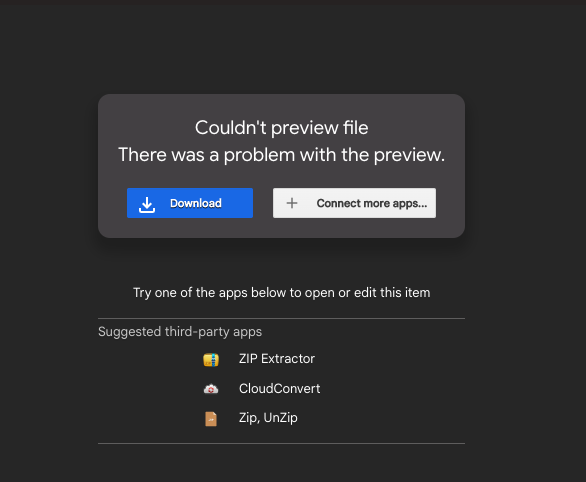 Couldn't preview file
There was a problem with the preview.
Download
Connect more apps...
Try one of the apps below to open or edit this item
Suggested third-party apps
ZIP Extractor
CloudConvert
Zip, UnZip